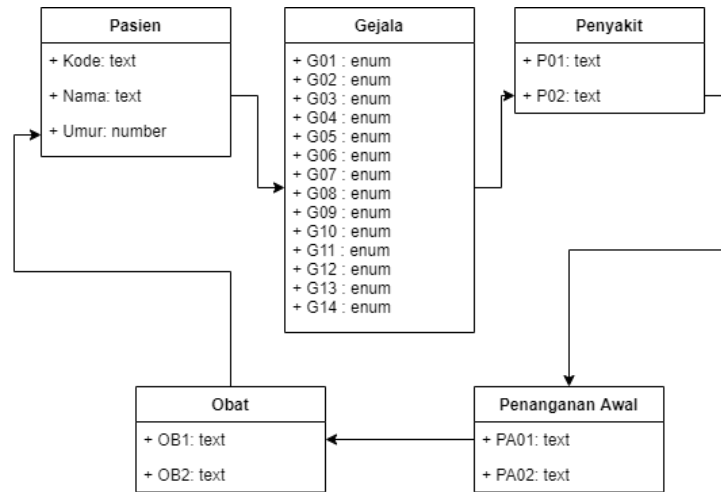 Pasien
+ Kode: text
+ Nama: text
+ Umur: number
Gejala
+ G01 : enum
+ G02 : enum
+ G03 : enum
+ G04 : enum
+ G05 : enum
+ G06 : enum
+ G07 : enum
+ G08 : enum
+ G09 : enum
+ G10 : enum
+ G11 : enum
+ G12 : enum
+ G13 : enum
+ G14 : enum
Penyakit
+ P01: text
+ P02: text
Obat
+ OB1: text
+ OB2: text
Penanganan Awal
+ PA01: text
+ PA02: text